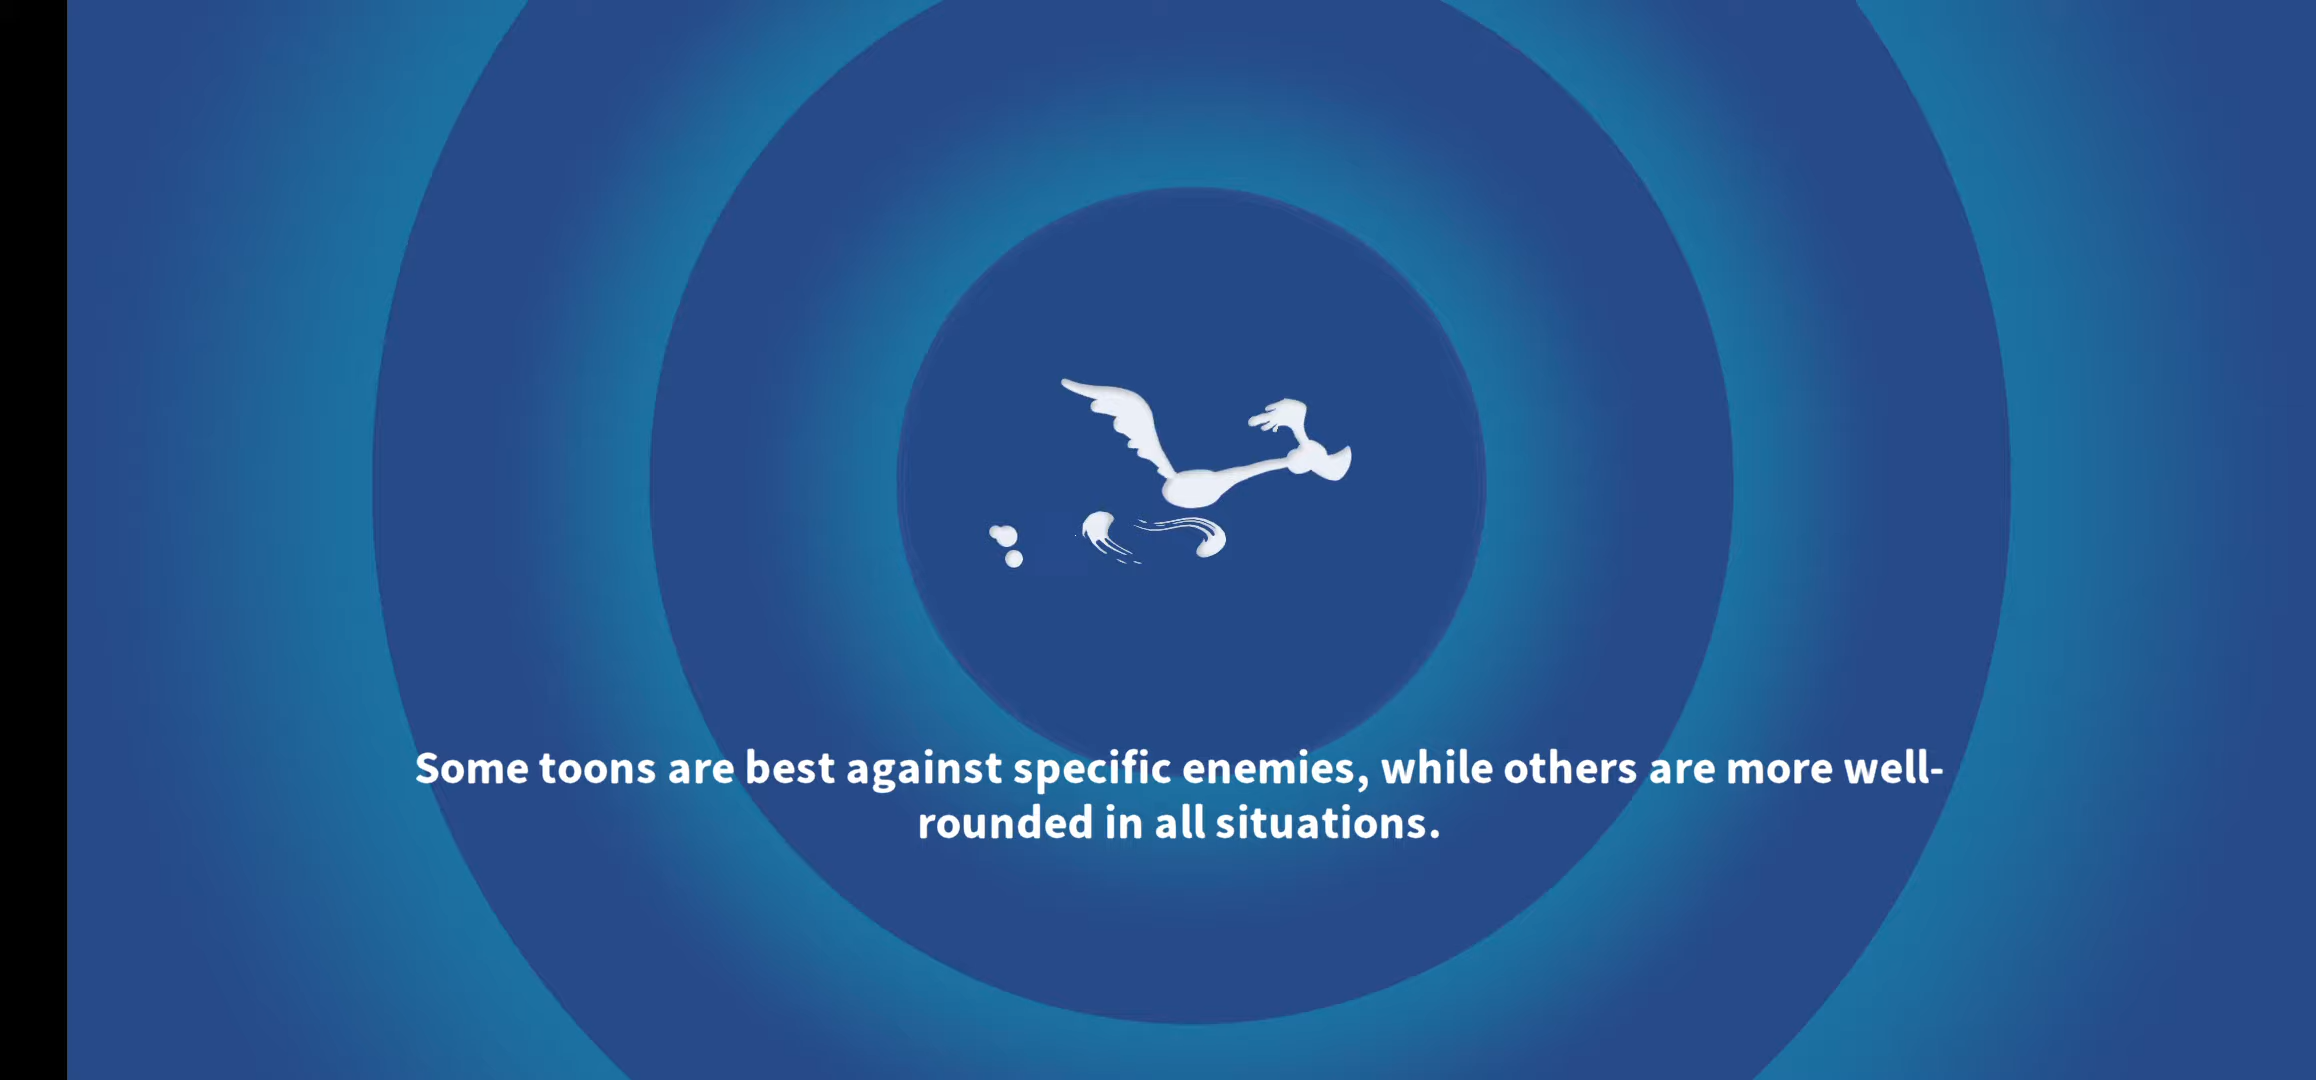 Some toons are best against specific enemies, while others are more well-
rounded in all situations.